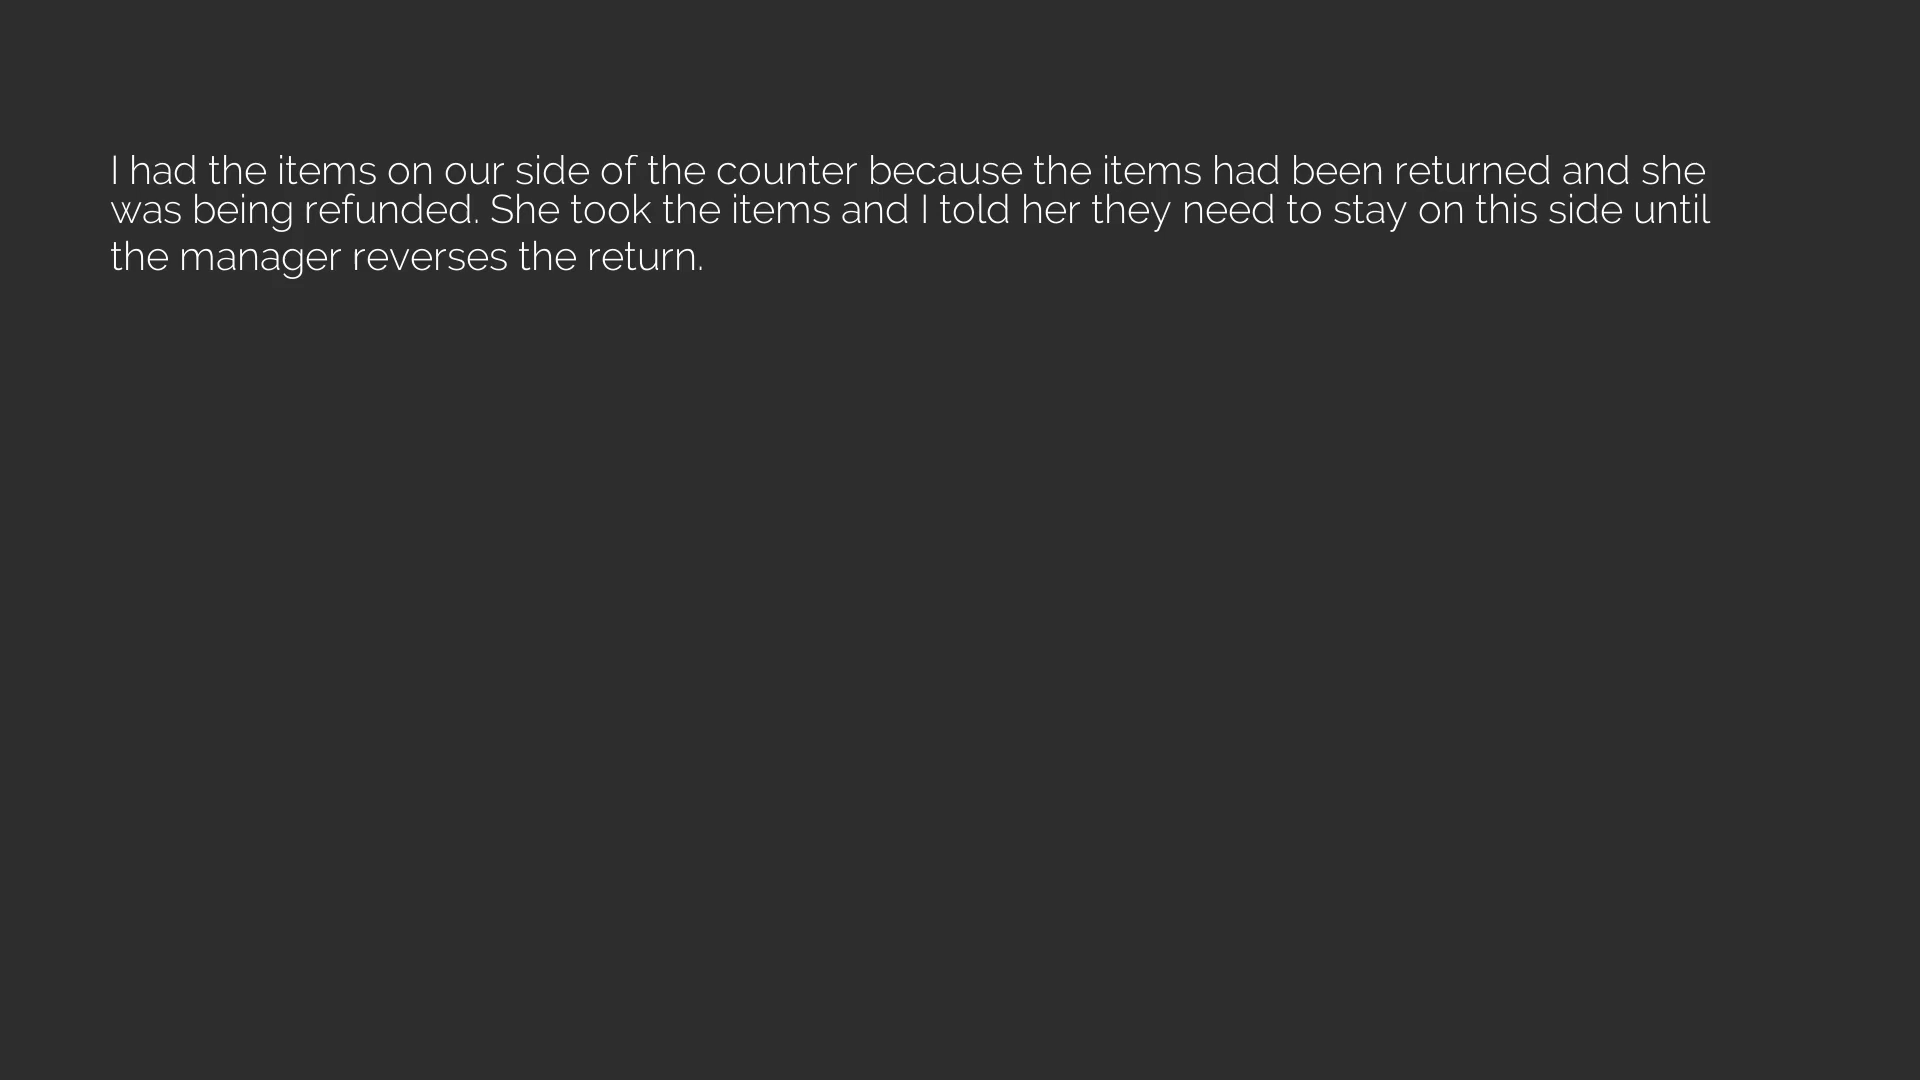 I had the items on our side of the counter because the items had been returned and she
was being refunded. She took the items and I told her they need to stay on this side until
the manager reverses the return.